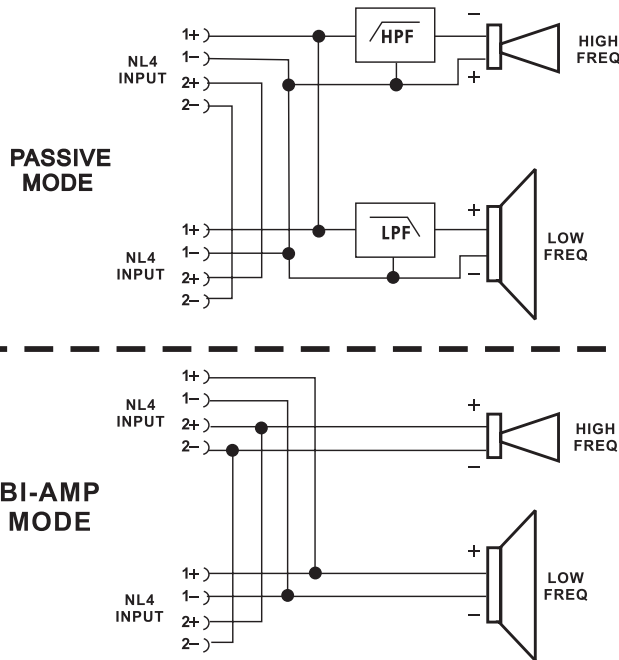 PASSIVE
MODE
NL4
INPUT
1+
1–
2+
2–
HPF
–
+
HIGH
FREQ
NL4
INPUT
1+
1–
2+
2–
LPF
+
–
LOW
FREQ
BI-AMP
MODE
NL4
INPUT
1+
1–
2+
2–
+
–
HIGH
FREQ
NL4
INPUT
1+
1–
2+
2–
+
–
LOW
FREQ